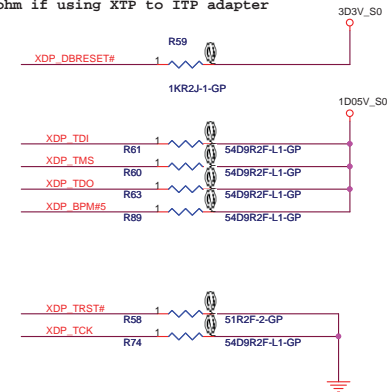 ohm if using XTP to ITP adapter
3D3V_S0
R59
XDP_DBRESET#
1
1KR2J-1-GP
1D05V_S0
XDP_TDI
1
R61
54D9R2F-L1-GP
XDP_TMS
1
R60
54D9R2F-L1-GP
XDP_TDO
1
R63
54D9R2F-L1-GP
XDP_BPM#5
1
R89
54D9R2F-L1-GP
XDP_TRST#
1
R58
51R2F-2-GP
XDP_TCK
1
R74
54D9R2F-L1-GP